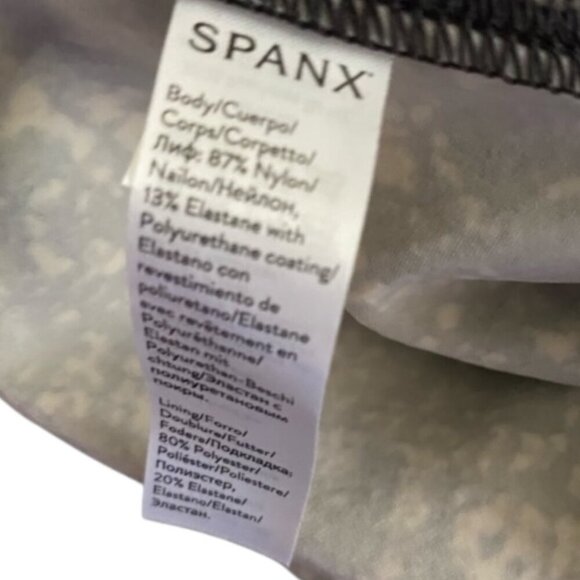 SPANX™
Body/Cuerpo/
Corps/Corpetto/
Лиф: 87% Nylon/
Nailon/Нейлон,
13% Elastane with
Polyurethane coating/
Elastano con
revestimiento de
poliuretano/Elastane
avec revêtement en
Polyuréthanne/
Elastan mit
Polyurethan-Beschi
chtung/Эластан с
полиуретановым
покры.
Lining/Forro/
Doublure/Futter/
Fodera/Подкладка:
80% Polyester/
Poliéster/Poliestere/
Полиэстер,
20% Elastane/
Elastano/Elastan/
Эластан.